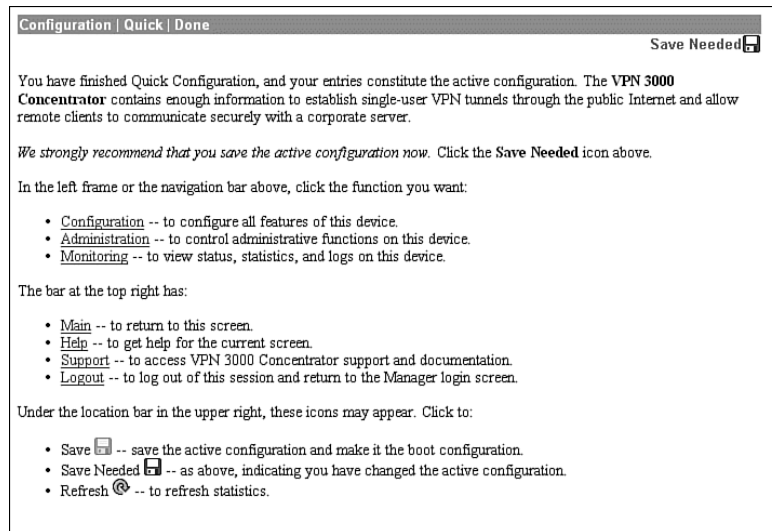 Configuration | Quick | Done
Save Needed
You have finished Quick Configuration, and your entries constitute the active configuration. The VPN 3000
Concentrator contains enough information to establish single-user VPN tunnels through the public Internet and allow
remote clients to communicate securely with a corporate server.
We strongly recommend that you save the active configuration now. Click the Save Needed icon above.
In the left frame or the navigation bar above, click the function you want:
• Configuration -- to configure all features of this device.
• Administration -- to control administrative functions on this device.
• Monitoring -- to view status, statistics, and logs on this device.
The bar at the top right has:
• Main -- to return to this screen.
• Help -- to get help for the current screen.
• Support -- to access VPN 3000 Concentrator support and documentation.
• Logout -- to log out of this session and return to the Manager login screen.
Under the location bar in the upper right, these icons may appear. Click to:
• Save -- save the active configuration and make it the boot configuration.
• Save Needed -- as above, indicating you have changed the active configuration.
• Refresh -- to refresh statistics.